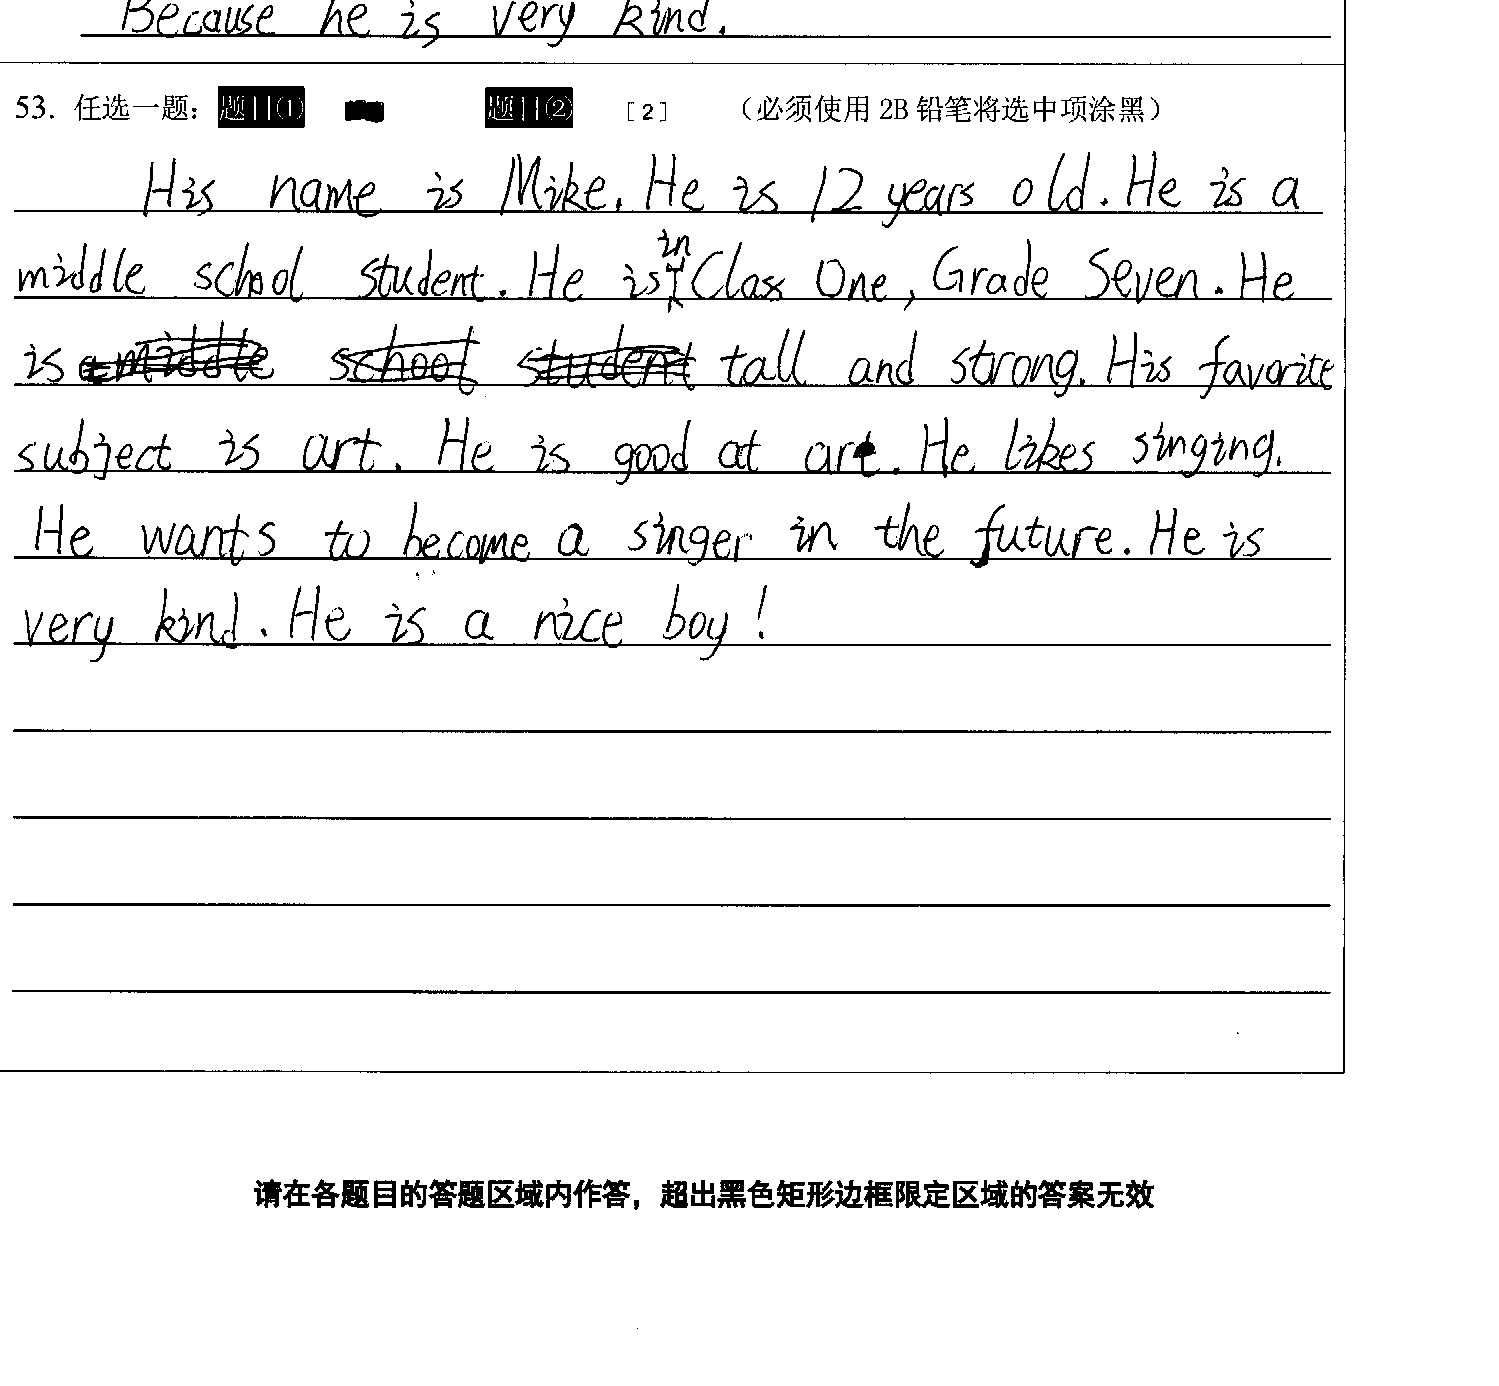 Because he is very kind.
53. 任选一题： 题目(1) 题目(2) [2] （必须使用 2B 铅笔将选中项涂黑）
His name is Mike. He is 12 years old. He is a
middle school student. He is in Class One, Grade Seven. He
is a middle school student tall and strong. His favorite
subject is art. He is good at art. He likes singing.
He wants to become a singer in the future. He is
very kind. He is a nice boy!
请在各题目的答题区域内作答，超出黑色矩形边框限定区域的答案无效